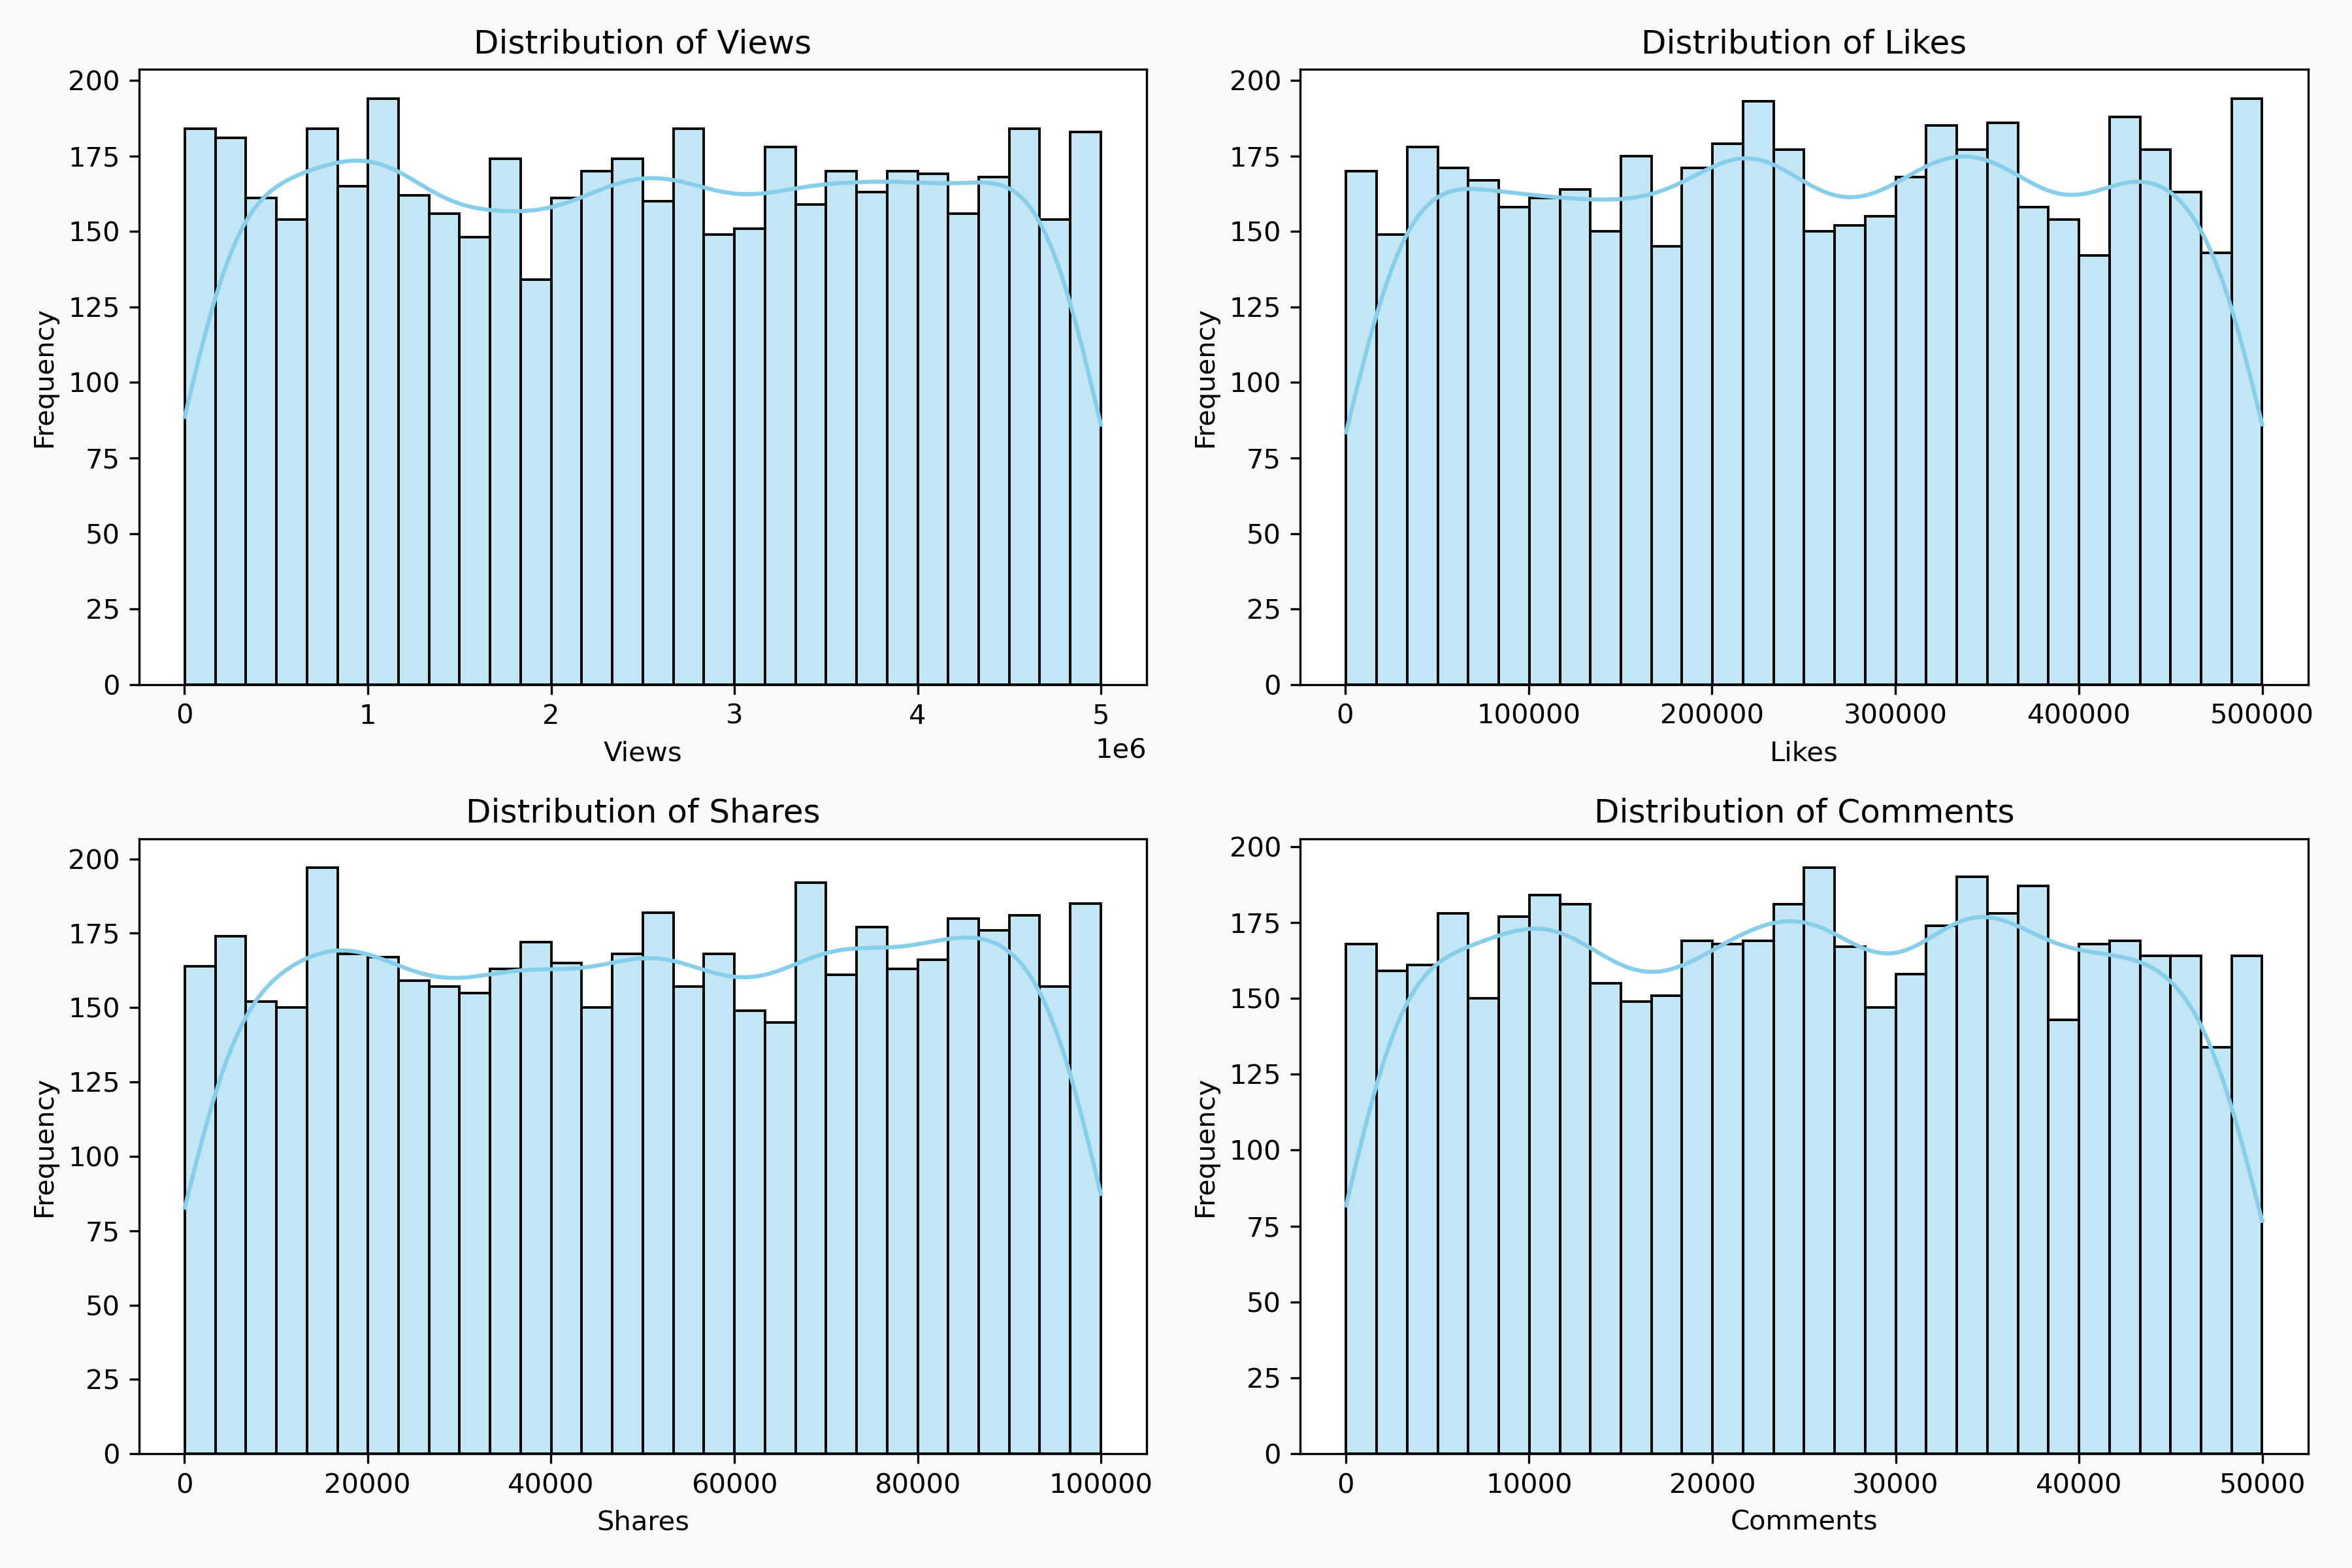 Distribution of Views
200
175
150
125
100
75
50
25
0
Frequency
0 1 2 3 4 5
1e6
Views
Distribution of Likes
200
175
150
125
100
75
50
25
0
Frequency
0 100000 200000 300000 400000 500000
Likes
Distribution of Shares
200
175
150
125
100
75
50
25
0
Frequency
0 20000 40000 60000 80000 100000
Shares
Distribution of Comments
200
175
150
125
100
75
50
25
0
Frequency
0 10000 20000 30000 40000 50000
Comments